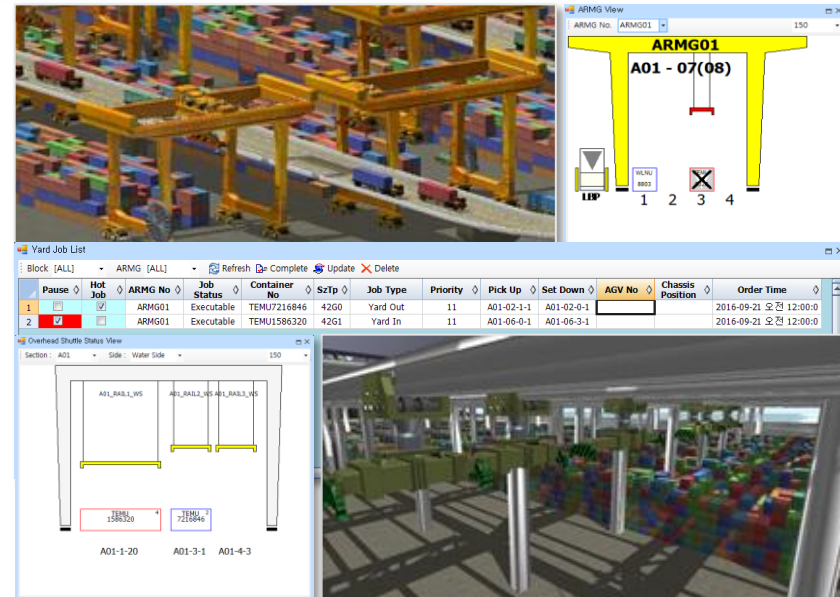 ARMG View
ARMG No. ARMG01 150
ARMG01
A01 - 07(08)
WLNU
8803
LBP
1 2 3 4
Yard Job List
Block [ALL] ARMG [ALL] Refresh Complete Update Delete
Pause Hot Job ARMG No Job Status Container No SzTp Job Type Priority Pick Up Set Down AGV No Chassis Position Order Time
1 ARMG01 Executable TEMU7216846 42G0 Yard Out 11 A01-02-1-1 A01-02-0-1 2016-09-21 오전 12:00:0
2 ARMG01 Executable TEMU1586320 42G1 Yard In 11 A01-06-0-1 A01-06-3-1 2016-09-21 오전 12:00:0
Overhead Shuttle Status View
Section : A01 Side : Water Side 150
A01_RAIL1_WS A01_RAIL2_WS A01_RAIL3_WS
TEMU 4 TEMU 2
1586320 7216846
A01-1-20 A01-3-1 A01-4-3